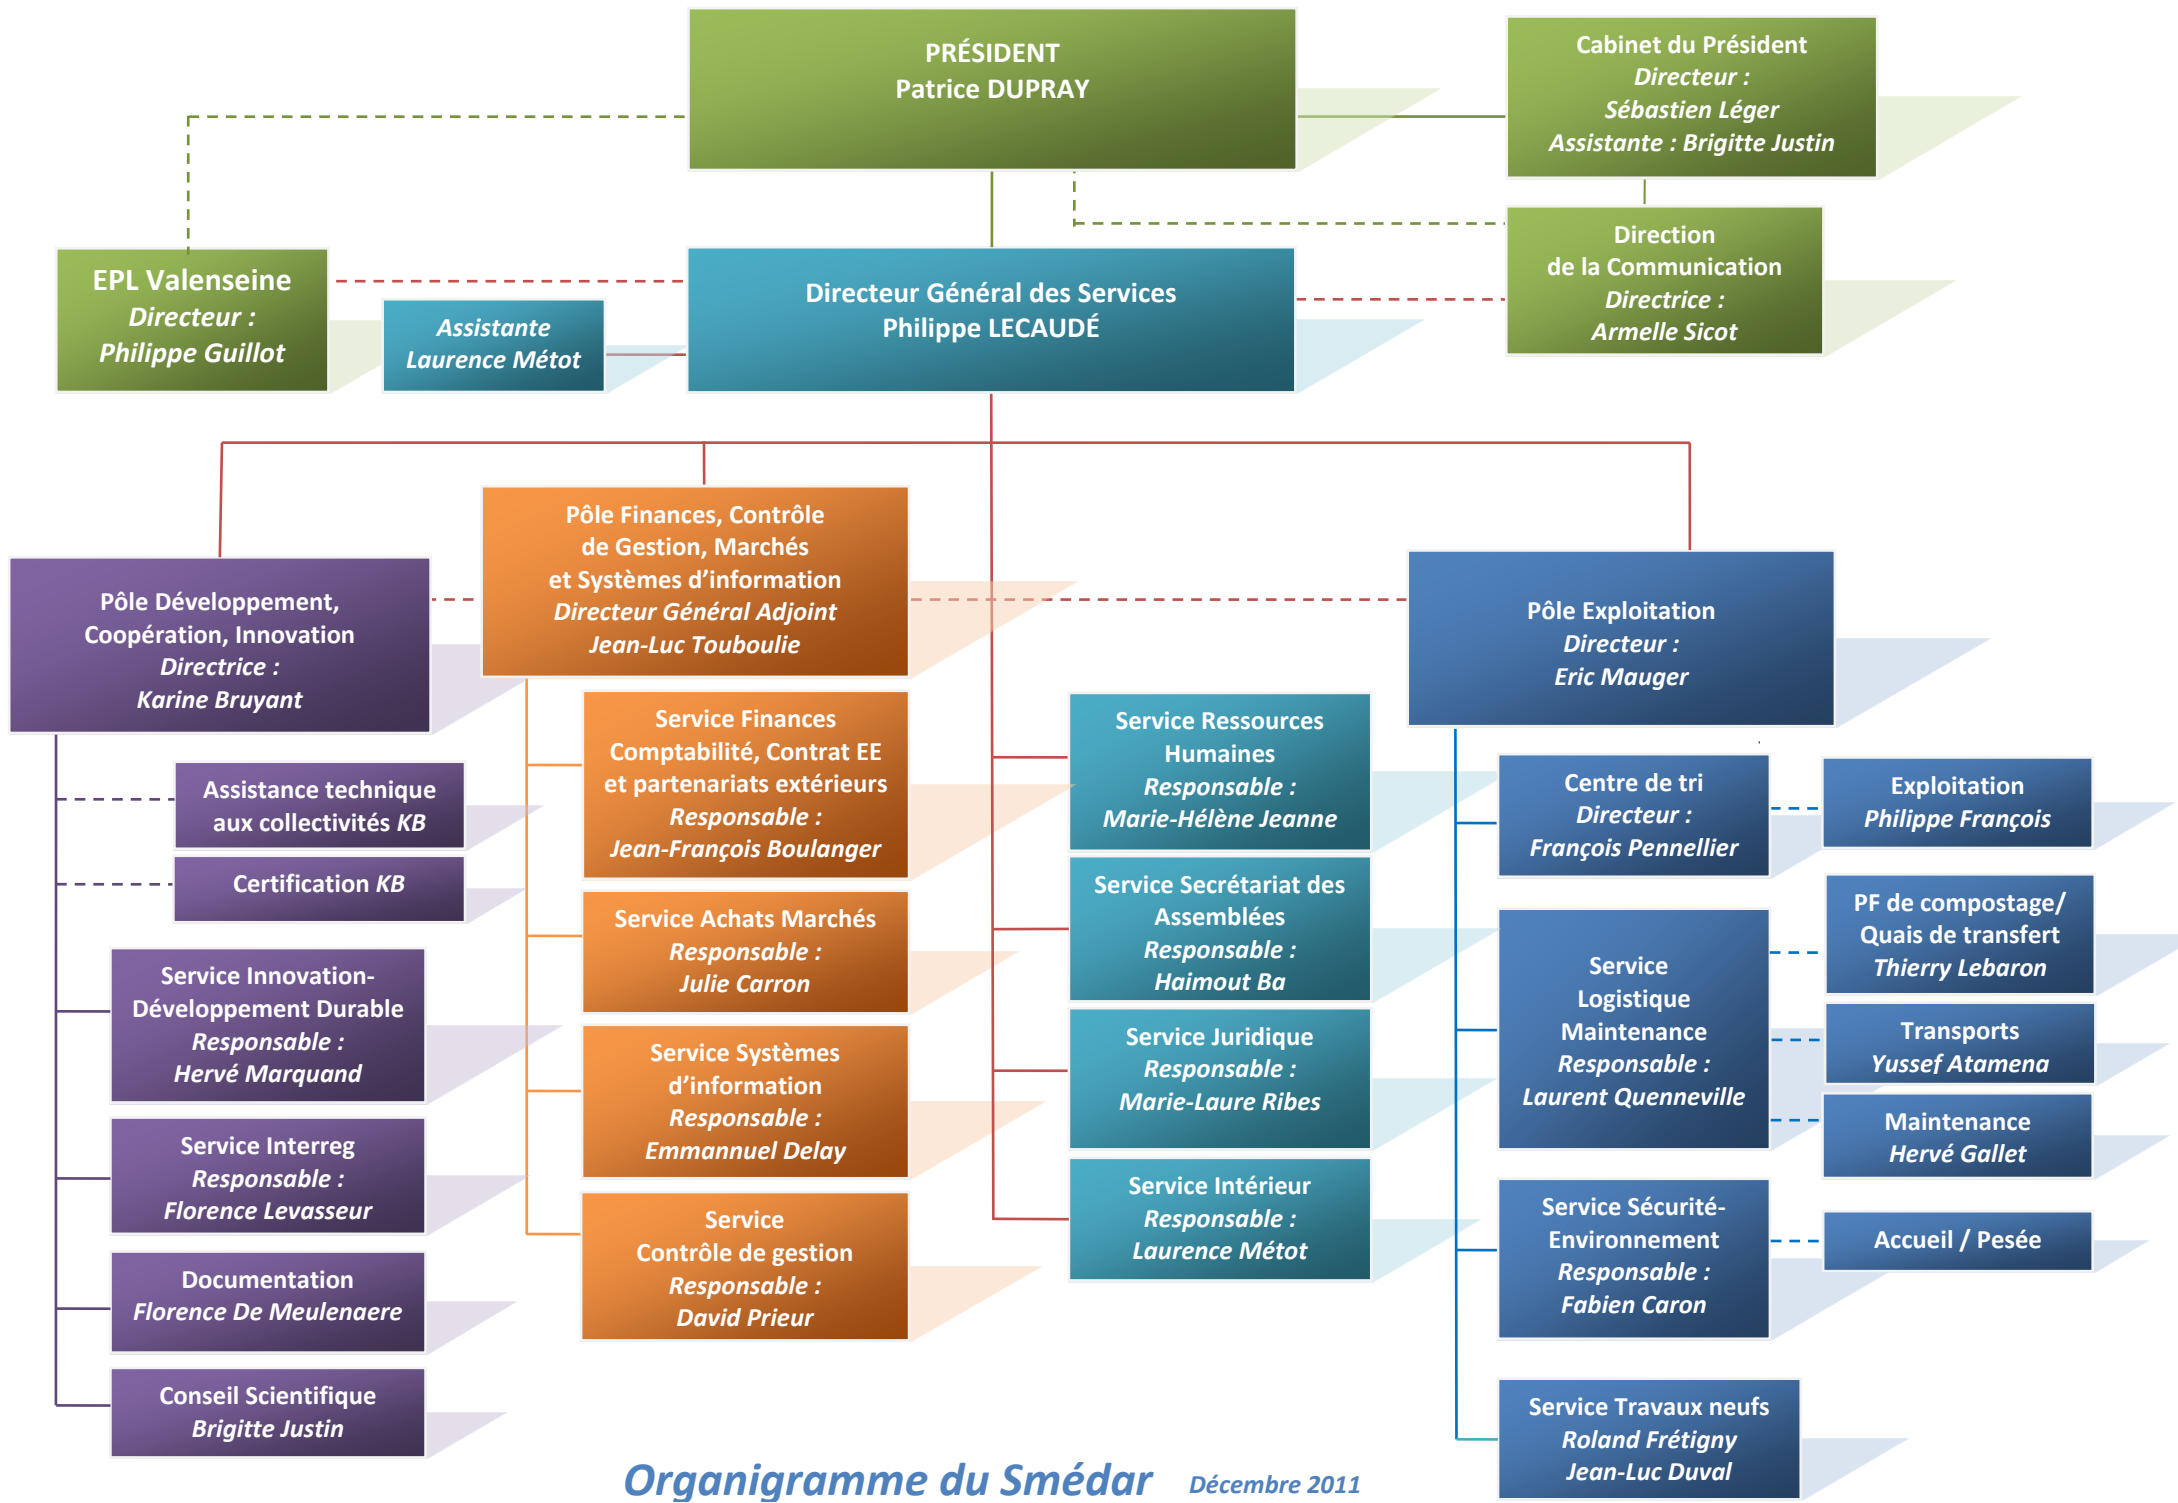 PRÉSIDENT
Patrice DUPRAY
Cabinet du Président
Directeur :
Sébastien Léger
Assistante : Brigitte Justin
EPL Valenseine
Directeur :
Philippe Guillot
Assistante
Laurence Métot
Directeur Général des Services
Philippe LECAUDÉ
Direction
de la Communication
Directrice :
Armelle Sicot
Pôle Développement,
Coopération, Innovation
Directrice :
Karine Bruyant
Assistance technique
aux collectivités KB
Certification KB
Service Innovation-
Développement Durable
Responsable :
Hervé Marquand
Service Interreg
Responsable :
Florence Levasseur
Documentation
Florence De Meulenaere
Conseil Scientifique
Brigitte Justin
Pôle Finances, Contrôle
de Gestion, Marchés
et Systèmes d’information
Directeur Général Adjoint
Jean-Luc Touboulie
Service Finances
Comptabilité, Contrat EE
et partenariats extérieurs
Responsable :
Jean-François Boulanger
Service Achats Marchés
Responsable :
Julie Carron
Service Systèmes
d’information
Responsable :
Emmannuel Delay
Service
Contrôle de gestion
Responsable :
David Prieur
Service Ressources
Humaines
Responsable :
Marie-Hélène Jeanne
Service Secrétariat des
Assemblées
Responsable :
Haimout Ba
Service Juridique
Responsable :
Marie-Laure Ribes
Service Intérieur
Responsable :
Laurence Métot
Pôle Exploitation
Directeur :
Eric Mauger
Centre de tri
Directeur :
François Pennellier
Exploitation
Philippe François
Service
Logistique
Maintenance
Responsable :
Laurent Quenneville
PF de compostage/
Quais de transfert
Thierry Lebaron
Transports
Yussef Atamena
Maintenance
Hervé Gallet
Service Sécurité-
Environnement
Responsable :
Fabien Caron
Accueil / Pesée
Service Travaux neufs
Roland Frétigny
Jean-Luc Duval
Organigramme du Smédar Décembre 2011